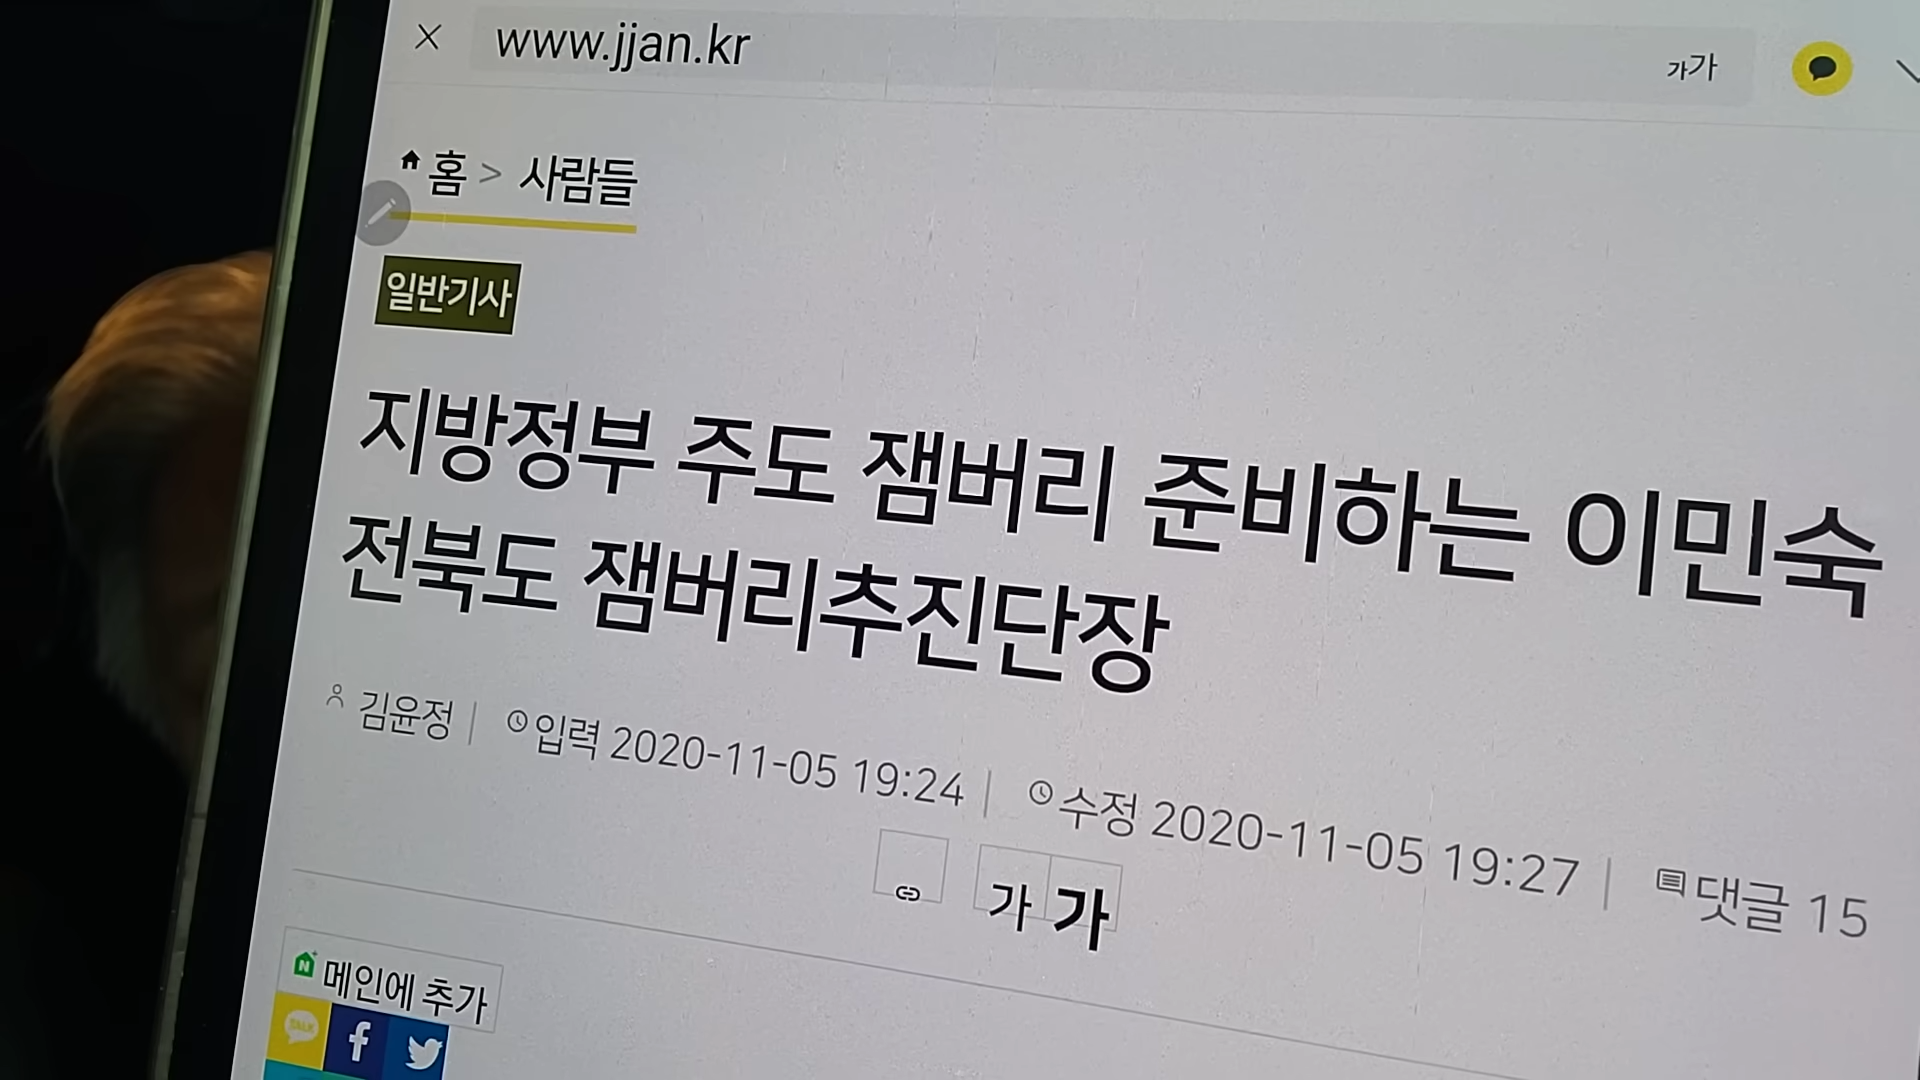 www.jjan.kr
가가
홈 > 사람들
일반기사
지방정부 주도 잼버리 준비하는 이민숙
전북도 잼버리추진단장
김윤정 | 입력 2020-11-05 19:24 | 수정 2020-11-05 19:27 | 댓글 15
가 가
N 메인에 추가
TALK f